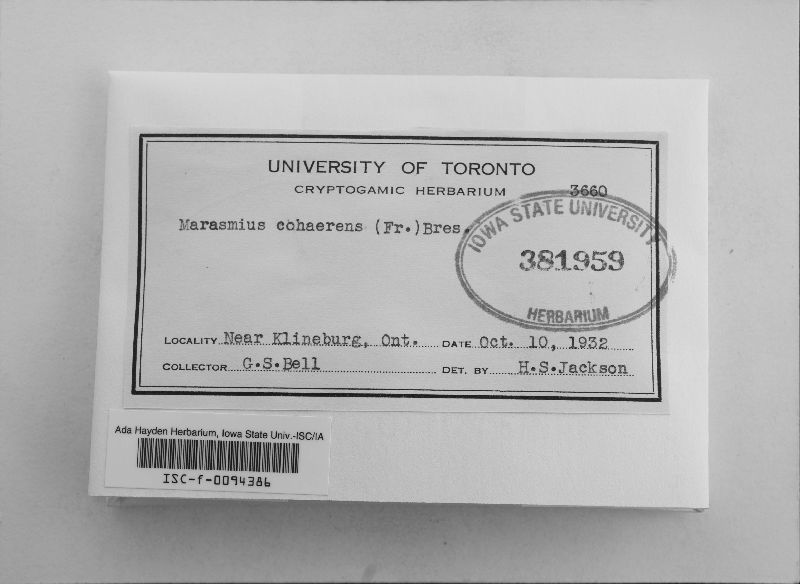 UNIVERSITY OF TORONTO
CRYPTOGAMIC HERBARIUM 3660
Marasmius cohaerens (Fr.)Bres.
IOWA STATE UNIVERSITY
381959
HERBARIUM
LOCALITY Near Klineburg, Ont. DATE Oct. 10, 1932
COLLECTOR G.S.Bell DET. BY H.S.Jackson
Ada Hayden Herbarium, Iowa State Univ.-ISC/IA
ISC-f-0094386